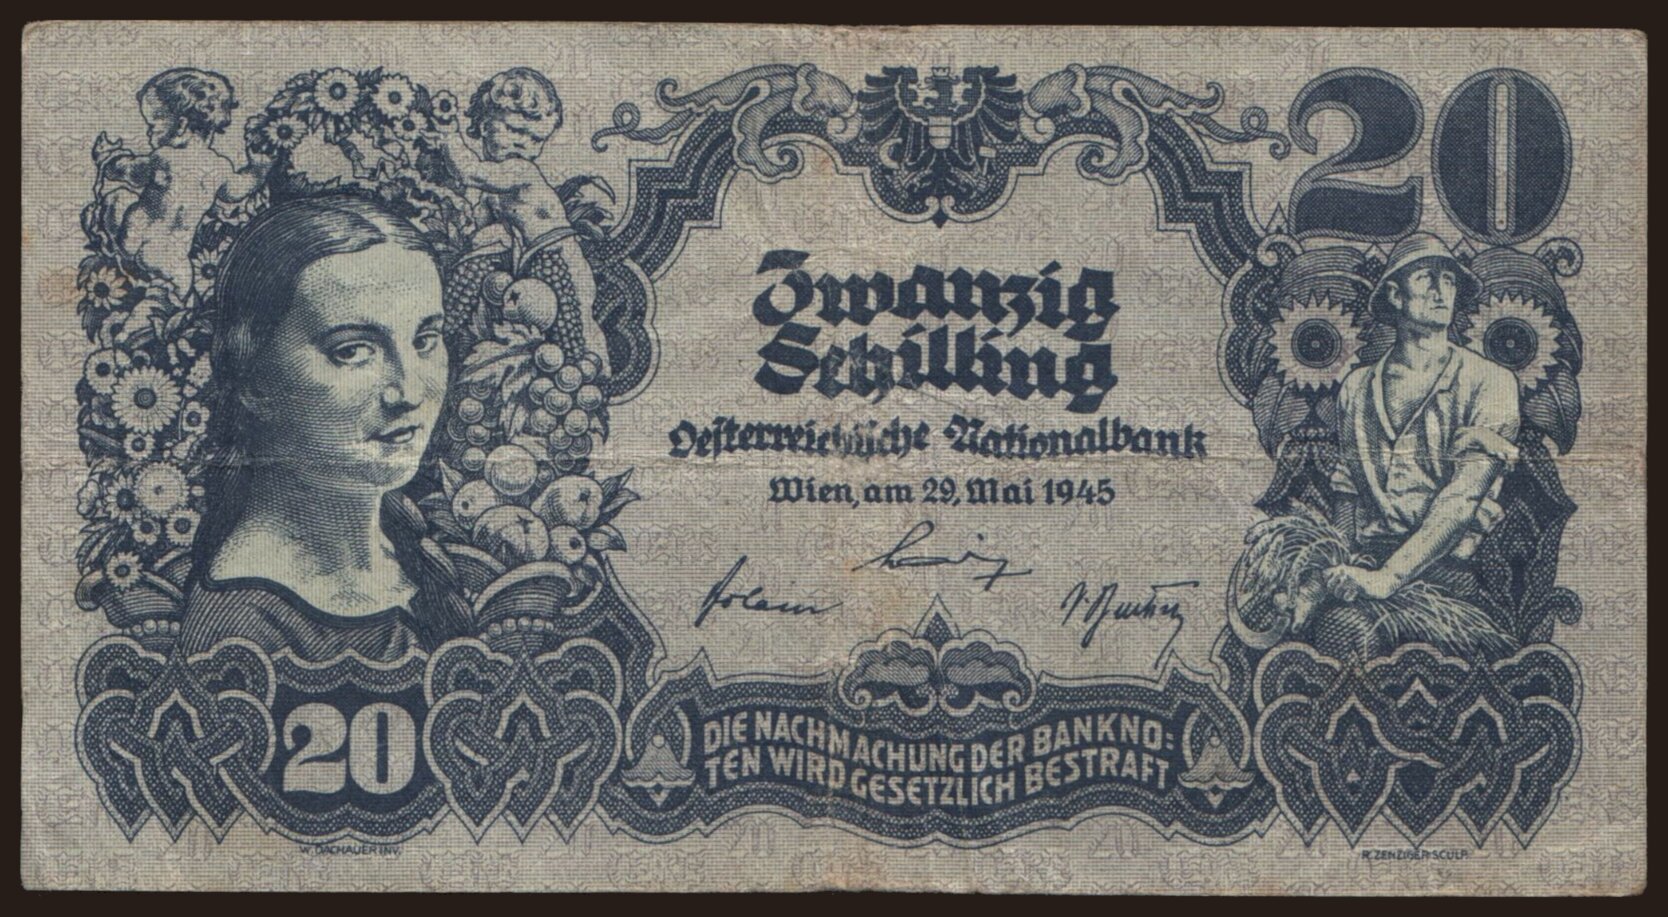 20
Zwanzig
Schilling
Oesterreichische Nationalbank
Wien, am 29. Mai 1945
DIE NACHMACHUNG DER BANKNO=
TEN WIRD GESETZLICH BESTRAFT
20
W. DACHAUER INV.
R. ZENZIGER SCULP.